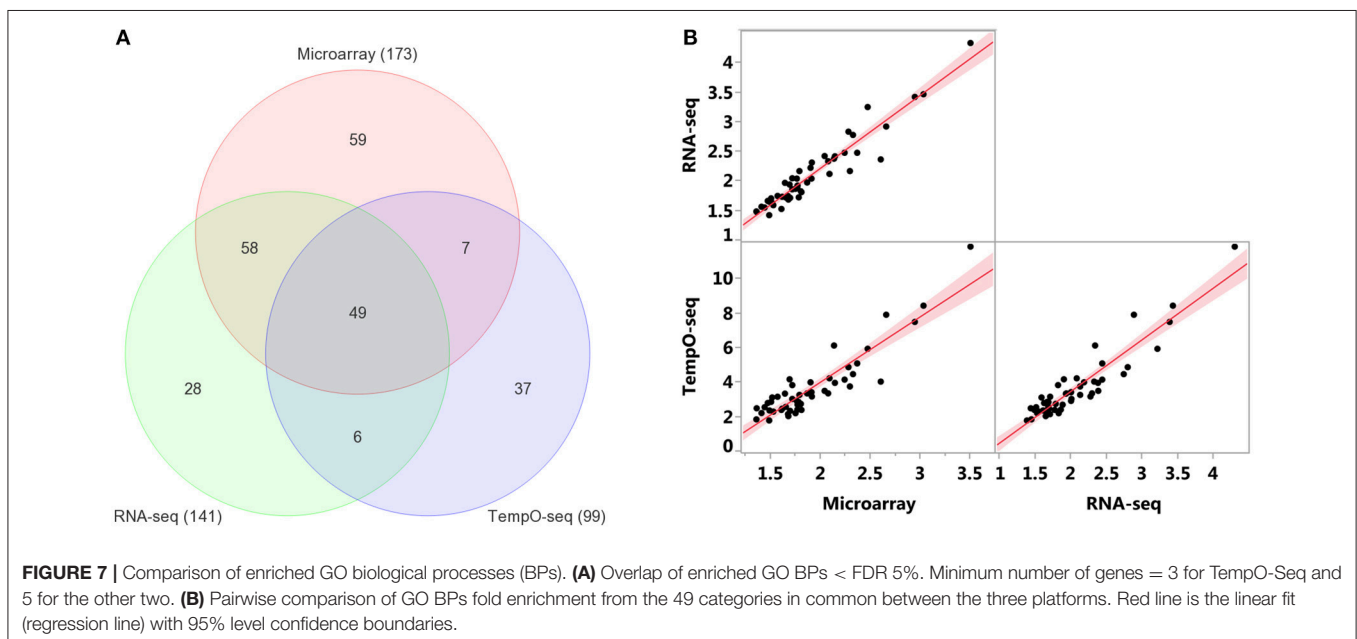 A
Microarray (173)
59
58
7
49
28
37
6
RNA-seq (141)
TempO-seq (99)
B
RNA-seq
4
3.5
3
2.5
2
1.5
1
TempO-seq
10
8
6
4
2
0
1.5 2 2.5 3 3.5
Microarray
1 1.5 2 2.5 3 3.5 4
RNA-seq
FIGURE 7 | Comparison of enriched GO biological processes (BPs). (A) Overlap of enriched GO BPs < FDR 5%. Minimum number of genes = 3 for TempO-Seq and
5 for the other two. (B) Pairwise comparison of GO BPs fold enrichment from the 49 categories in common between the three platforms. Red line is the linear fit
(regression line) with 95% level confidence boundaries.